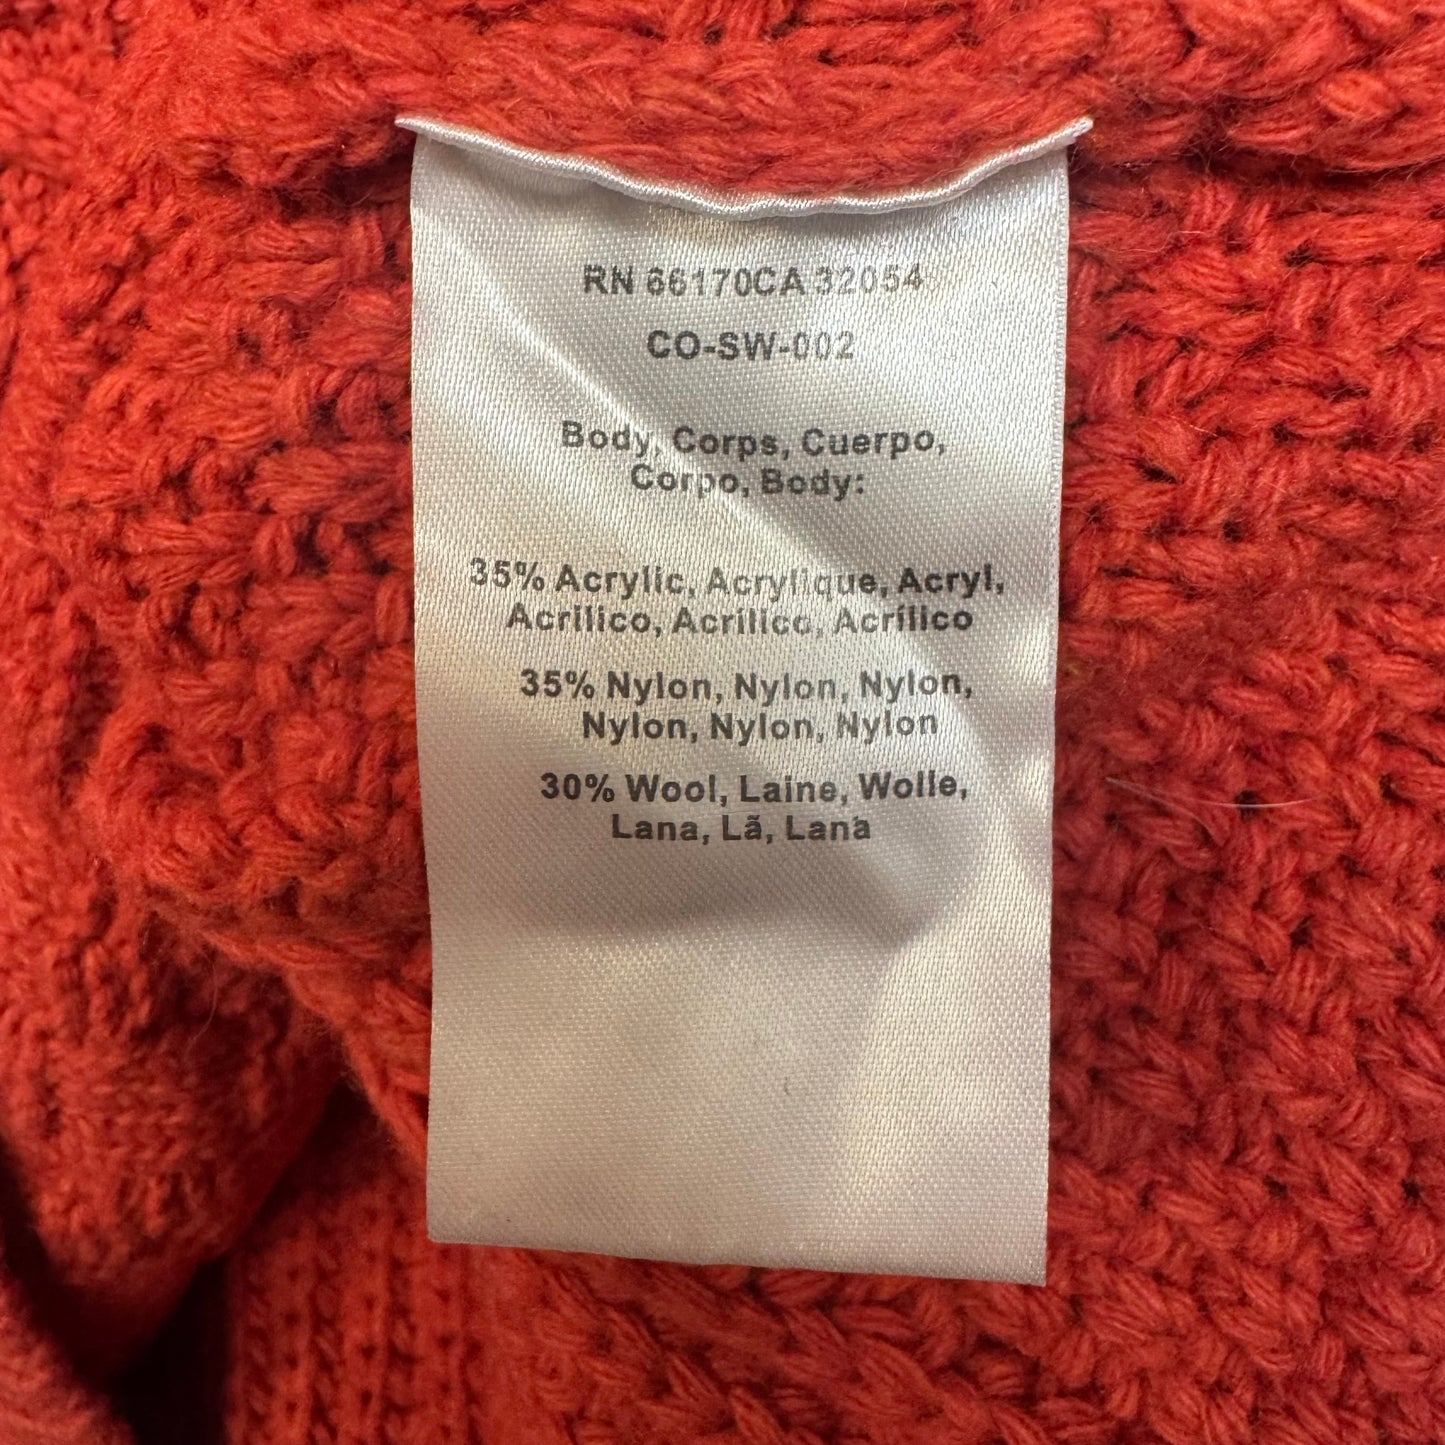 RN 66170CA 32054
CO-SW-002
Body, Corps, Cuerpo,
Corpo, Body:
35% Acrylic, Acrylique, Acryl,
Acrilico, Acrílico, Acrílico
35% Nylon, Nylon, Nylon,
Nylon, Nylon, Nylon
30% Wool, Laine, Wolle,
Lana, Lã, Lana